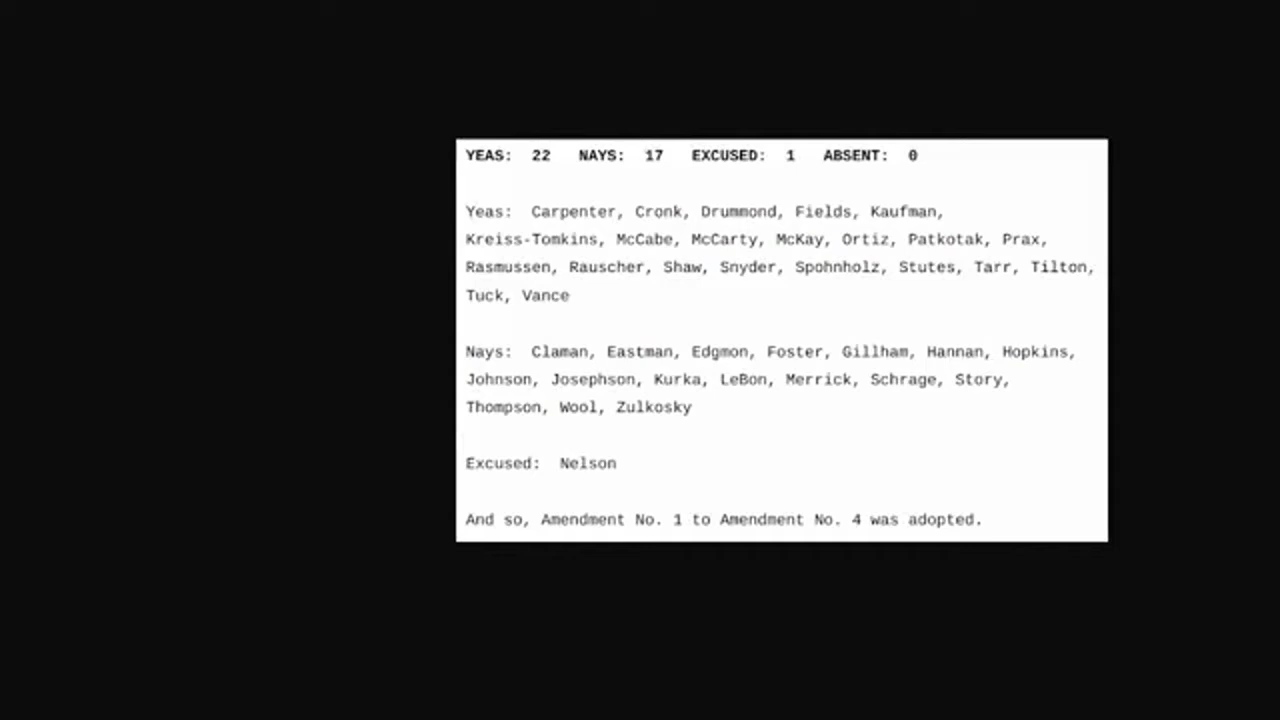 YEAS: 22 NAYS: 17 EXCUSED: 1 ABSENT: 0
Yeas: Carpenter, Cronk, Drummond, Fields, Kaufman,
Kreiss-Tomkins, McCabe, McCarty, McKay, Ortiz, Patkotak, Prax,
Rasmussen, Rauscher, Shaw, Snyder, Spohnholz, Stutes, Tarr, Tilton,
Tuck, Vance
Nays: Claman, Eastman, Edgmon, Foster, Gillham, Hannan, Hopkins,
Johnson, Josephson, Kurka, LeBon, Merrick, Schrage, Story,
Thompson, Wool, Zulkosky
Excused: Nelson
And so, Amendment No. 1 to Amendment No. 4 was adopted.